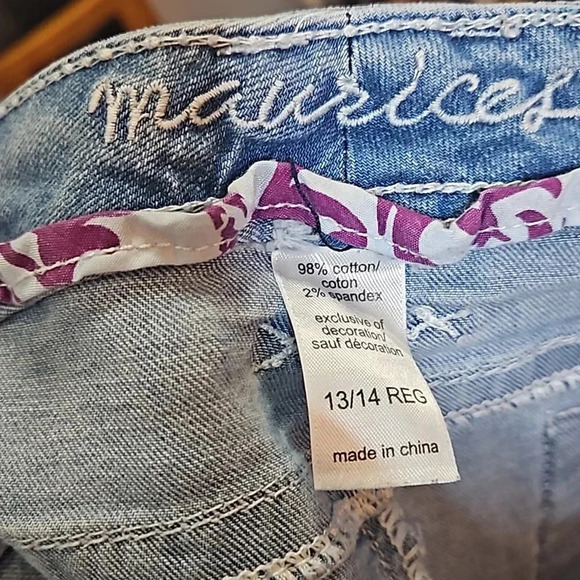 maurices
98% cotton/
coton
2% spandex
exclusive of
decoration/
sauf décoration
13/14 REG
made in china